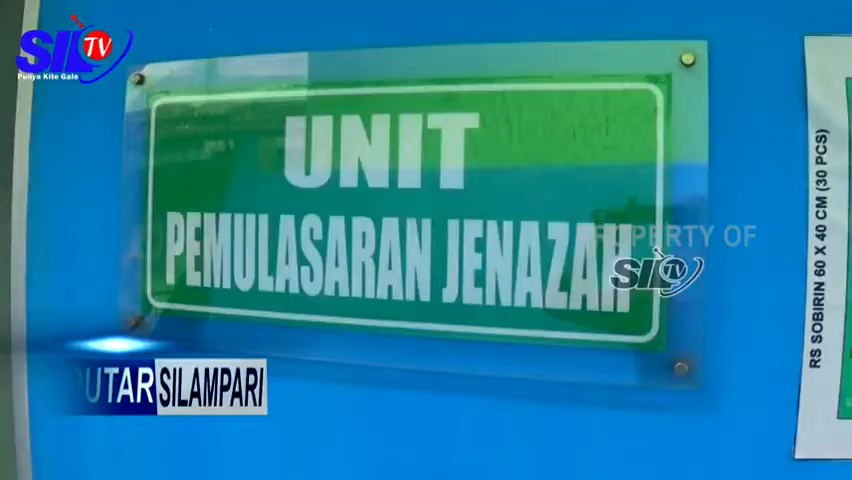 SIL TV
Punya Kite Gale
UNIT
PEMULASARAN JENAZAH
PROPERTY OF
SIL TV
RS SOBIRIN 60 X 40 CM (30 PCS)
PUTAR SILAMPARI